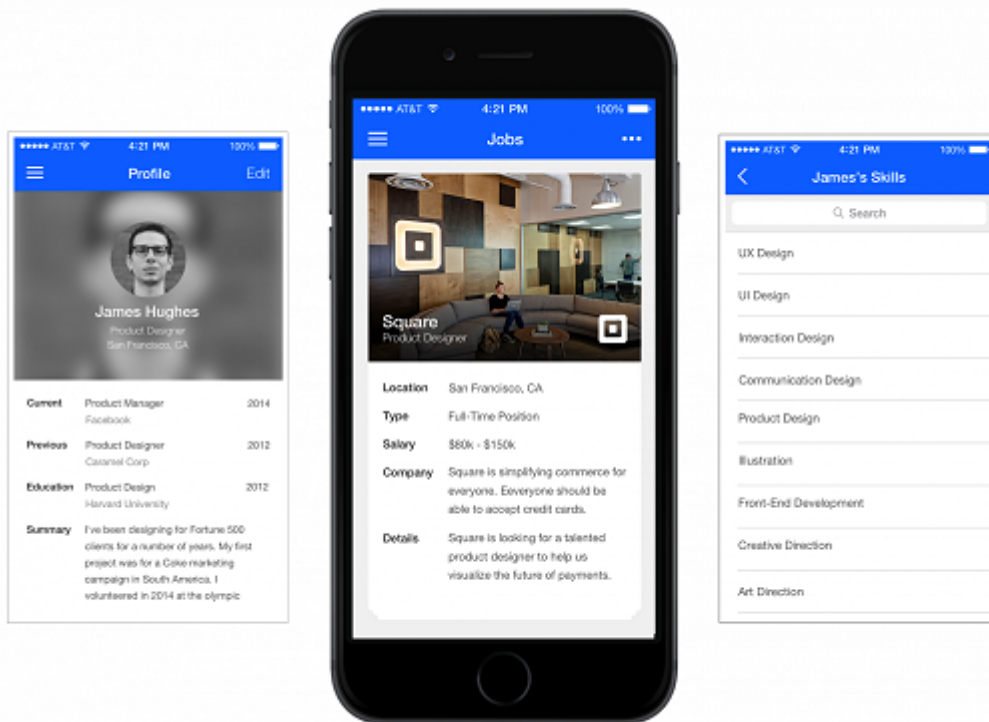 AT&T 4:21 PM 100%
Profile Edit
James Hughes
Product Designer
San Francisco, CA
Current Product Manager 2014
Facebook
Previous Product Designer 2012
Caramel Corp
Education Product Design 2012
Harvard University
Summary I've been designing for Fortune 500
clients for a number of years. My first
project was for a Coke marketing
campaign in South America. I
volunteered in 2014 at the olympic
AT&T 4:21 PM 100%
Jobs
Square
Product Designer
Location San Francisco, CA
Type Full-Time Position
Salary $80k - $150k
Company Square is simplifying commerce for
everyone. Eeveryone should be
able to accept credit cards.
Details Square is looking for a talented
product designer to help us
visualize the future of payments.
AT&T 4:21 PM 100%
James's Skills
Search
UX Design
UI Design
Interaction Design
Communication Design
Product Design
Illustration
Front-End Development
Creative Direction
Art Direction